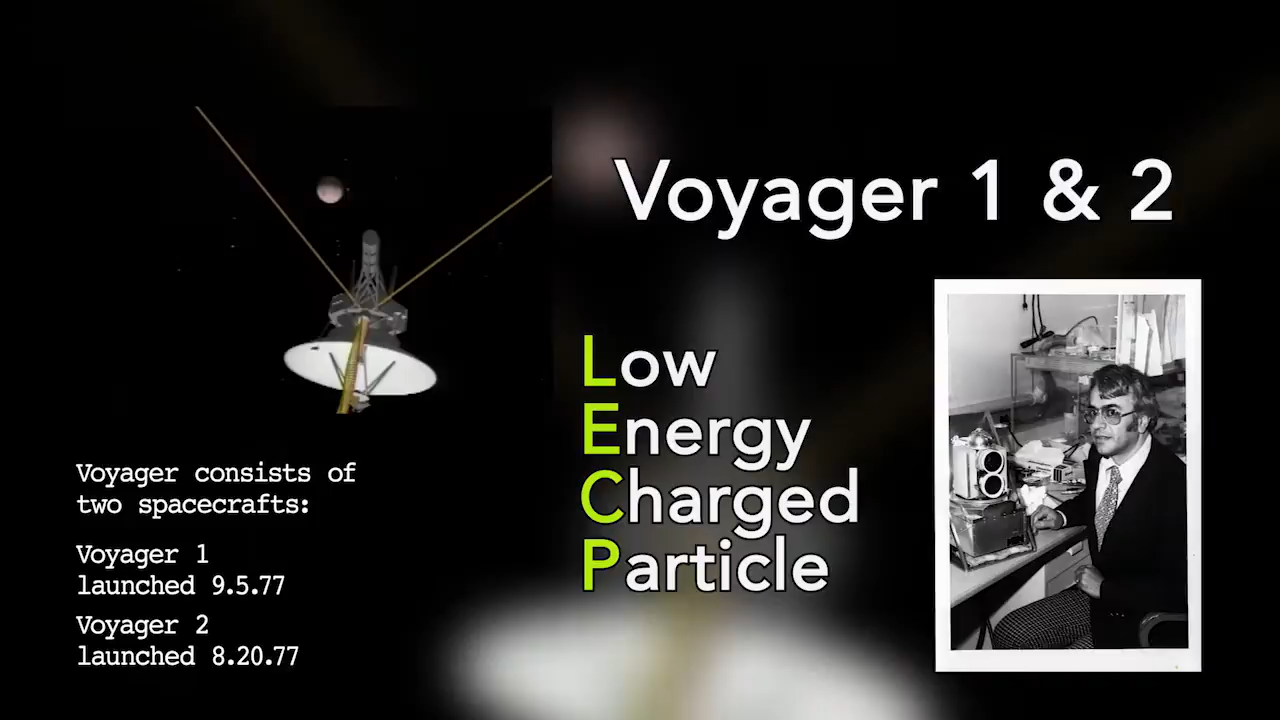 Voyager 1 & 2
Low
Energy
Charged
Particle
Voyager consists of
two spacecrafts:
Voyager 1
launched 9.5.77
Voyager 2
launched 8.20.77